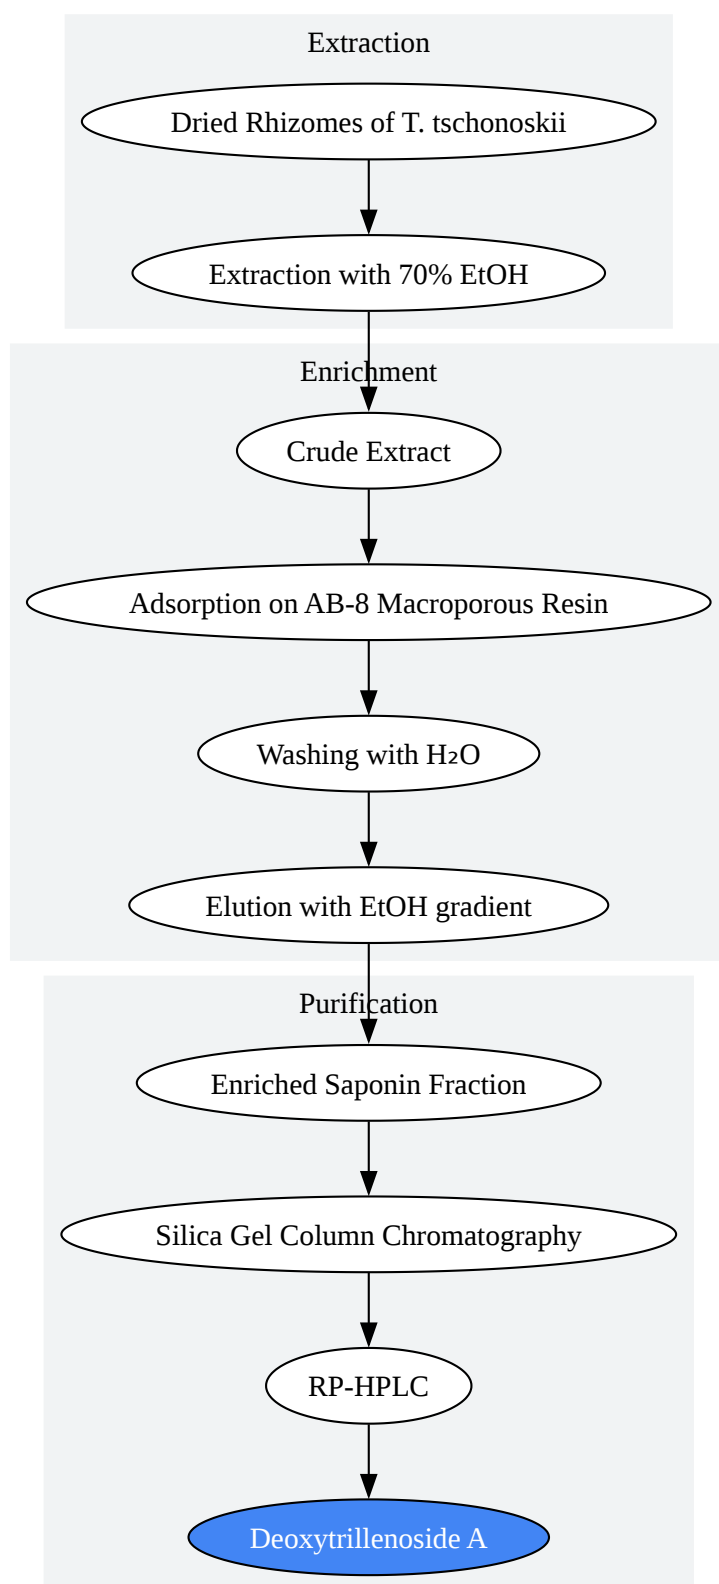 Extraction
Dried Rhizomes of T. tschonoskii
Extraction with 70% EtOH
Enrichment
Crude Extract
Adsorption on AB-8 Macroporous Resin
Washing with H₂O
Elution with EtOH gradient
Purification
Enriched Saponin Fraction
Silica Gel Column Chromatography
RP-HPLC
Deoxytrillenoside A